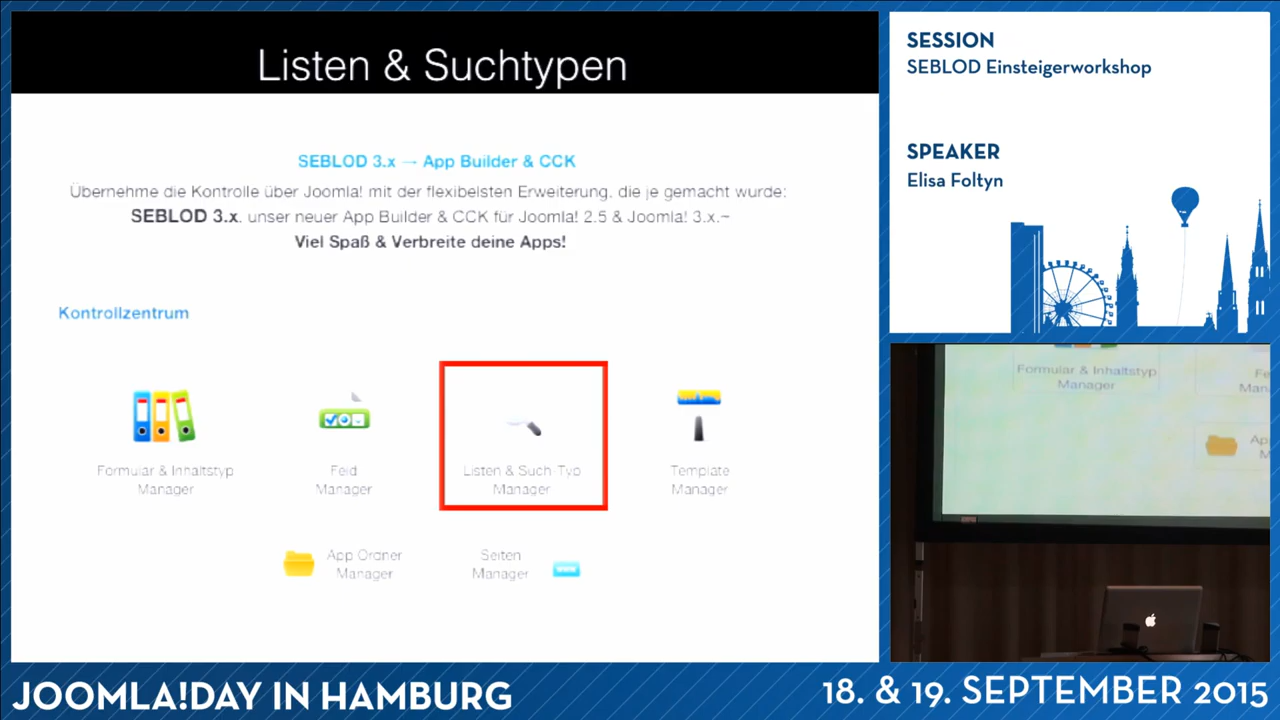 Listen & Suchtypen
SEBLOD 3.x → App Builder & CCK
Übernehme die Kontrolle über Joomla! mit der flexibelsten Erweiterung, die je gemacht wurde:
SEBLOD 3.x, unser neuer App Builder & CCK für Joomla! 2.5 & Joomla! 3.x.~
Viel Spaß & Verbreite deine Apps!
Kontrollzentrum
Formular & Inhaltstyp
Manager
Feld
Manager
Listen & Such-Typ
Manager
Template
Manager
App Ordner
Manager
Seiten
Manager
www
SESSION
SEBLOD Einsteigerworkshop
SPEAKER
Elisa Foltyn
Formular & Inhaltstyp
Manager
JOOMLA!DAY IN HAMBURG
18. & 19. SEPTEMBER 2015